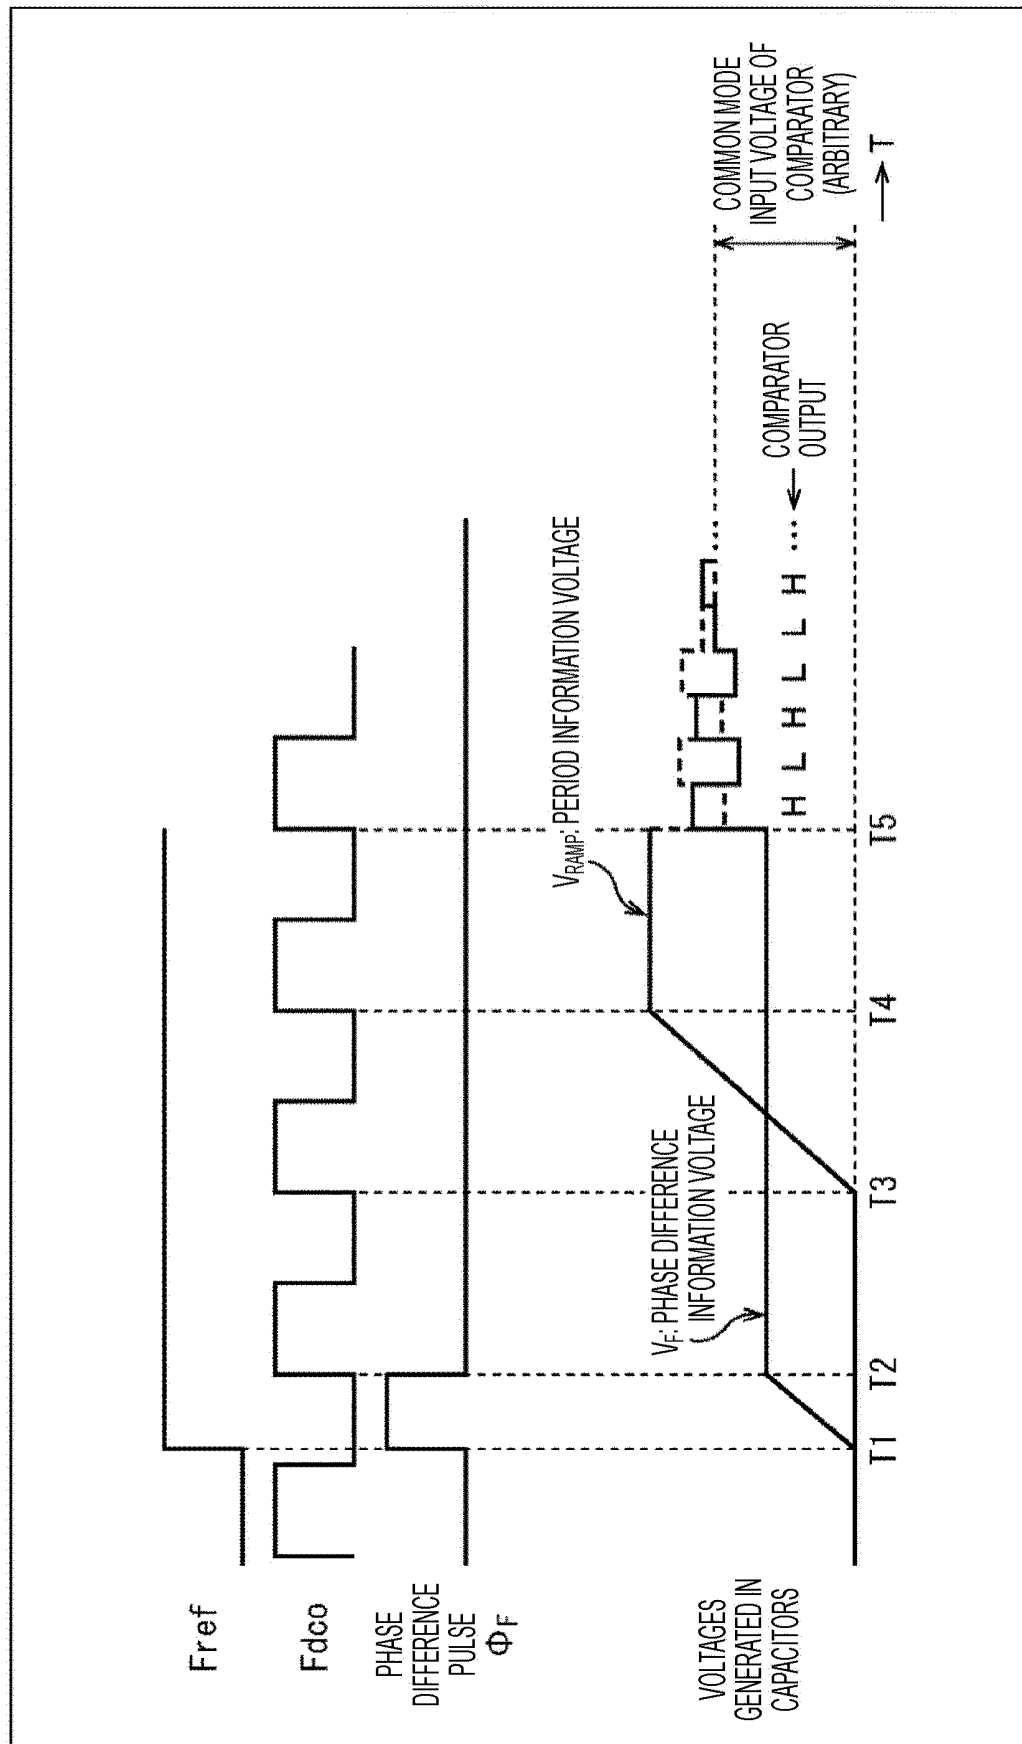 Fref
Fdco
PHASE
DIFFERENCE
PULSE
ΦF
VOLTAGES
GENERATED IN
CAPACITORS
VF: PHASE DIFFERENCE
INFORMATION VOLTAGE
VRAMP: PERIOD INFORMATION VOLTAGE
H L H L L H ...
COMPARATOR
OUTPUT
COMMON MODE
INPUT VOLTAGE OF
COMPARATOR
(ARBITRARY)
T1 T2 T3 T4 T5
T